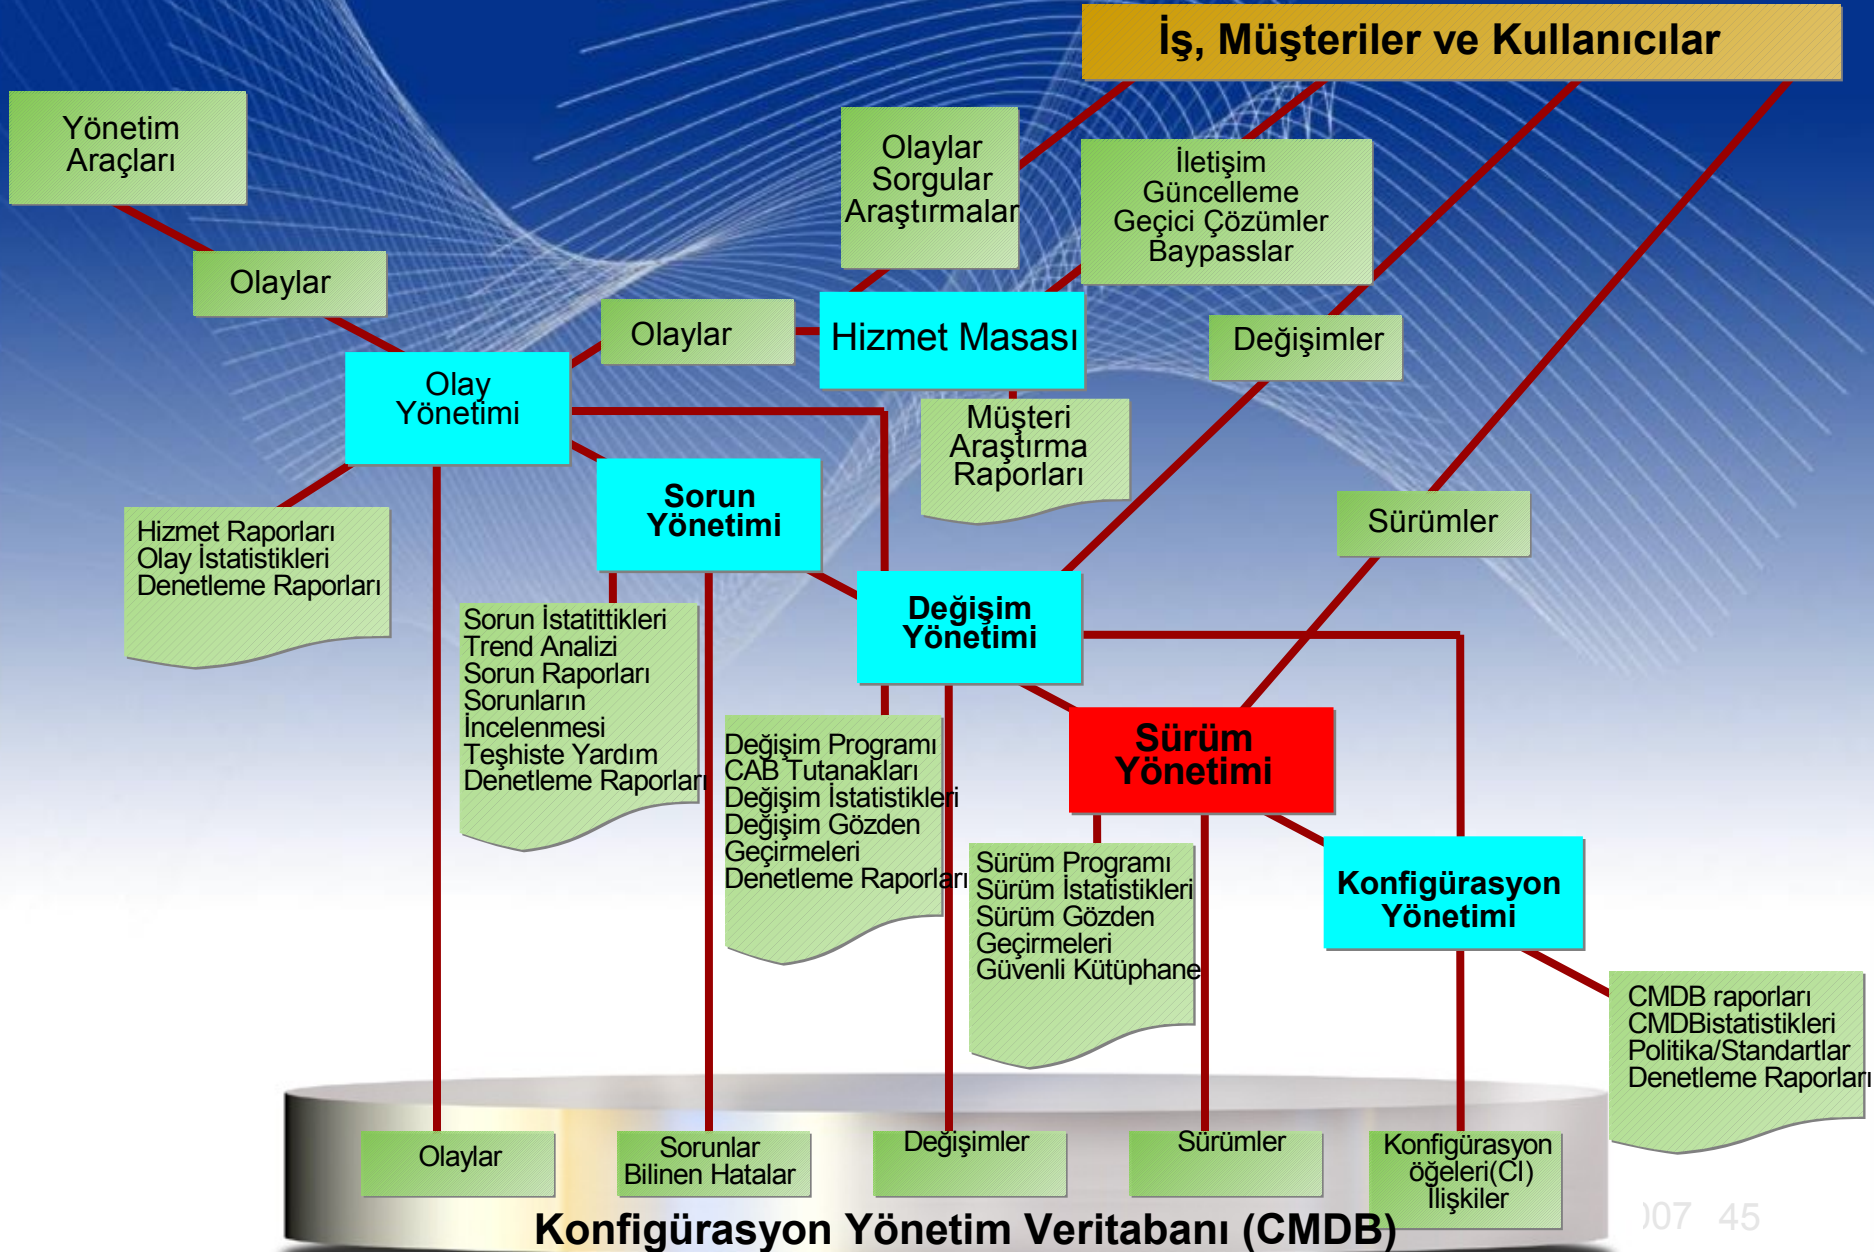 İş, Müşteriler ve Kullanıcılar
Yönetim
Araçları
Olaylar
Sorgular
Araştırmalar
İletişim
Güncelleme
Geçici Çözümler
Baypasslar
Olaylar
Olaylar
Hizmet Masası
Değişimler
Olay
Yönetimi
Müşteri
Araştırma
Raporları
Sorun
Yönetimi
Sürümler
Hizmet Raporları
Olay İstatistikleri
Denetleme Raporları
Değişim
Yönetimi
Sorun İstatittikleri
Trend Analizi
Sorun Raporları
Sorunların
İncelenmesi
Teşhiste Yardım
Denetleme Raporları
Değişim Programı
CAB Tutanakları
Değişim İstatistikleri
Değişim Gözden
Geçirmeleri
Denetleme Raporları
Sürüm
Yönetimi
Sürüm Programı
Sürüm İstatistikleri
Sürüm Gözden
Geçirmeleri
Güvenli Kütüphane
Konfigürasyon
Yönetimi
CMDB raporları
CMDBistatistikleri
Politika/Standartlar
Denetleme Raporları
Olaylar
Sorunlar
Bilinen Hatalar
Değişimler
Sürümler
Konfigürasyon
öğeleri(CI)
İlişkiler
Konfigürasyon Yönetim Veritabanı (CMDB)
45